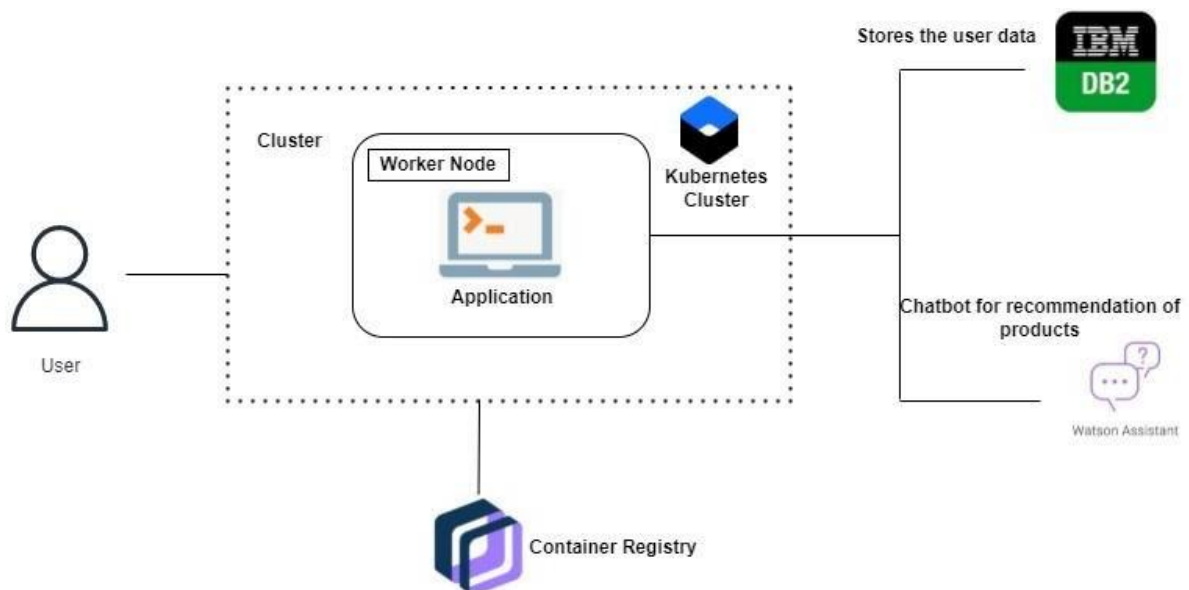 Stores the user data
IBM
DB2
Cluster
Worker Node
Kubernetes
Cluster
Application
User
Chatbot for recommendation of
products
Watson Assistant
Container Registry